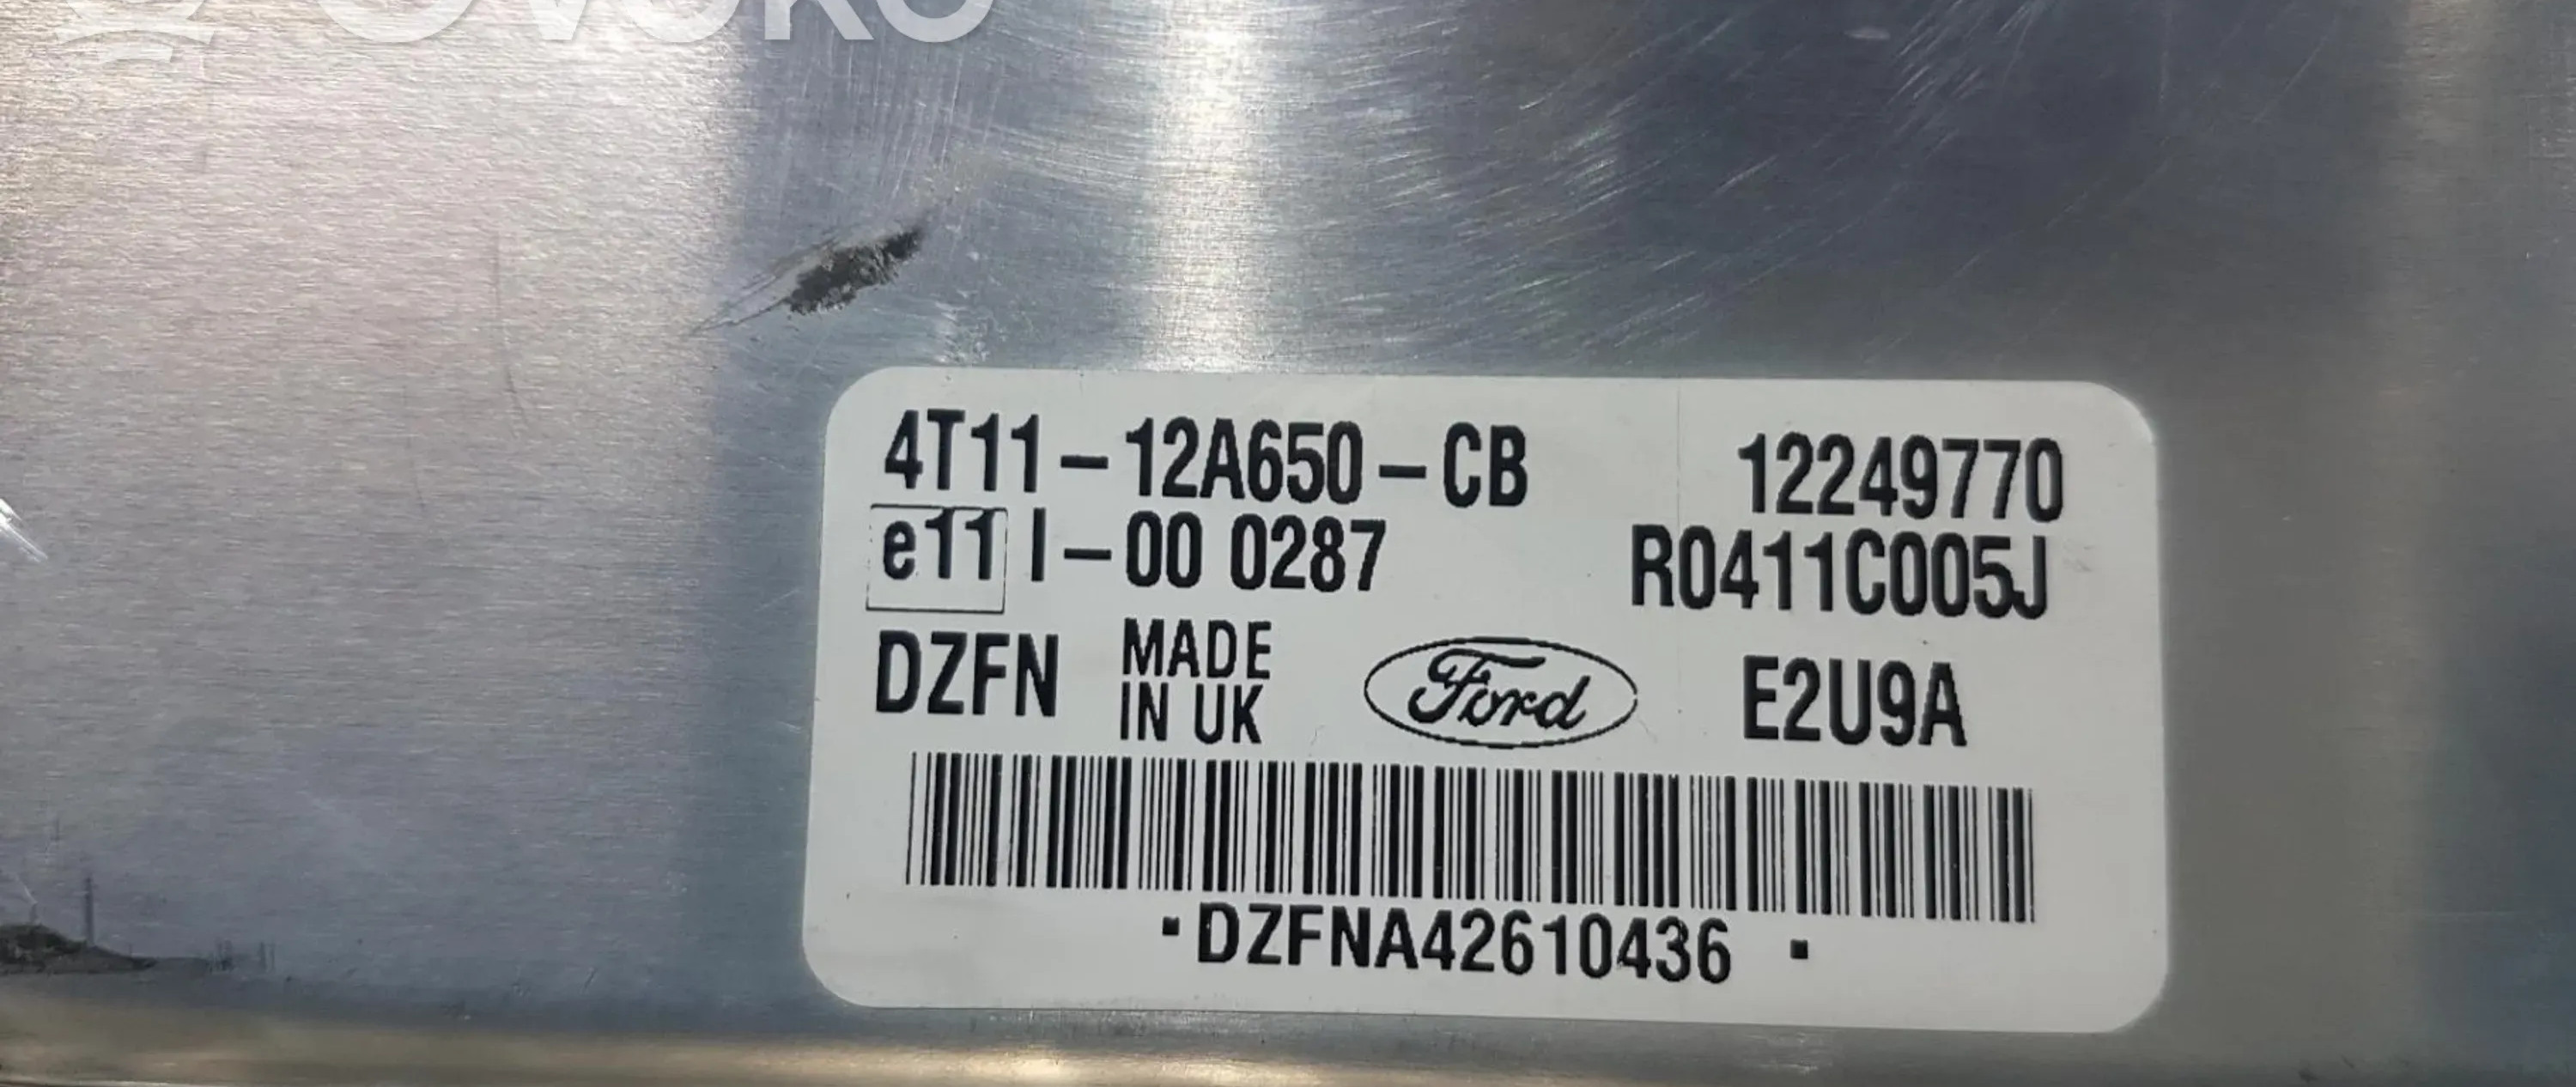 4T11-12A650-CB 12249770
e11 I-00 0287 R0411C005J
DZFN MADE IN UK Ford E2U9A
·DZFNA42610436 ·